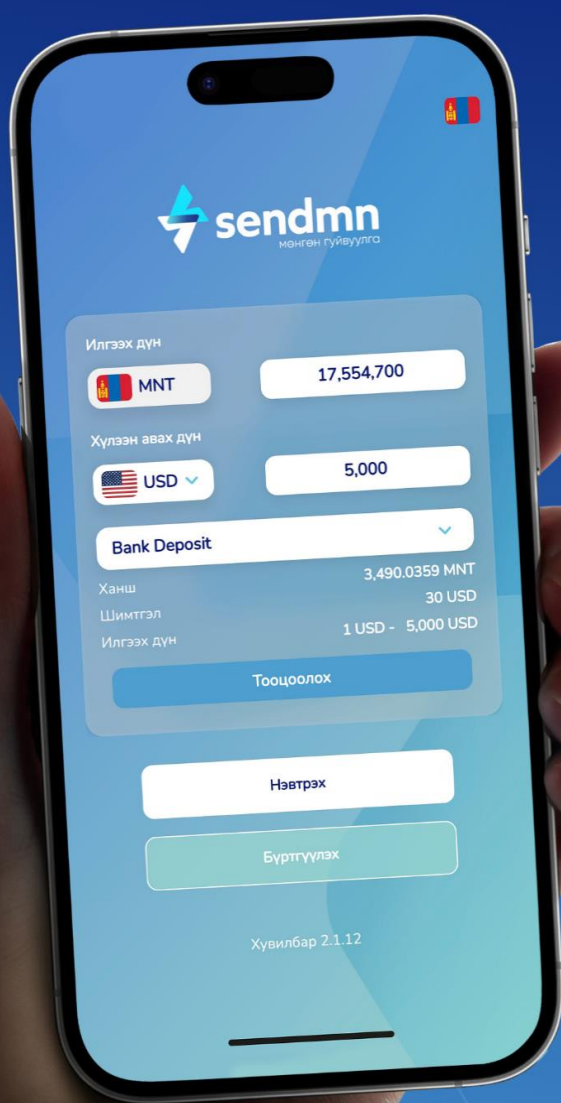 sendmn
мөнгөн гуйвуулга
Илгээх дүн
MNT
17,554,700
Хүлээн авах дүн
USD
5,000
Bank Deposit
Ханш
3,490.0359 MNT
Шимтгэл
30 USD
Илгээх дүн
1 USD - 5,000 USD
Тооцоолох
Нэвтрэх
Бүртгүүлэх
Хувилбар 2.1.12